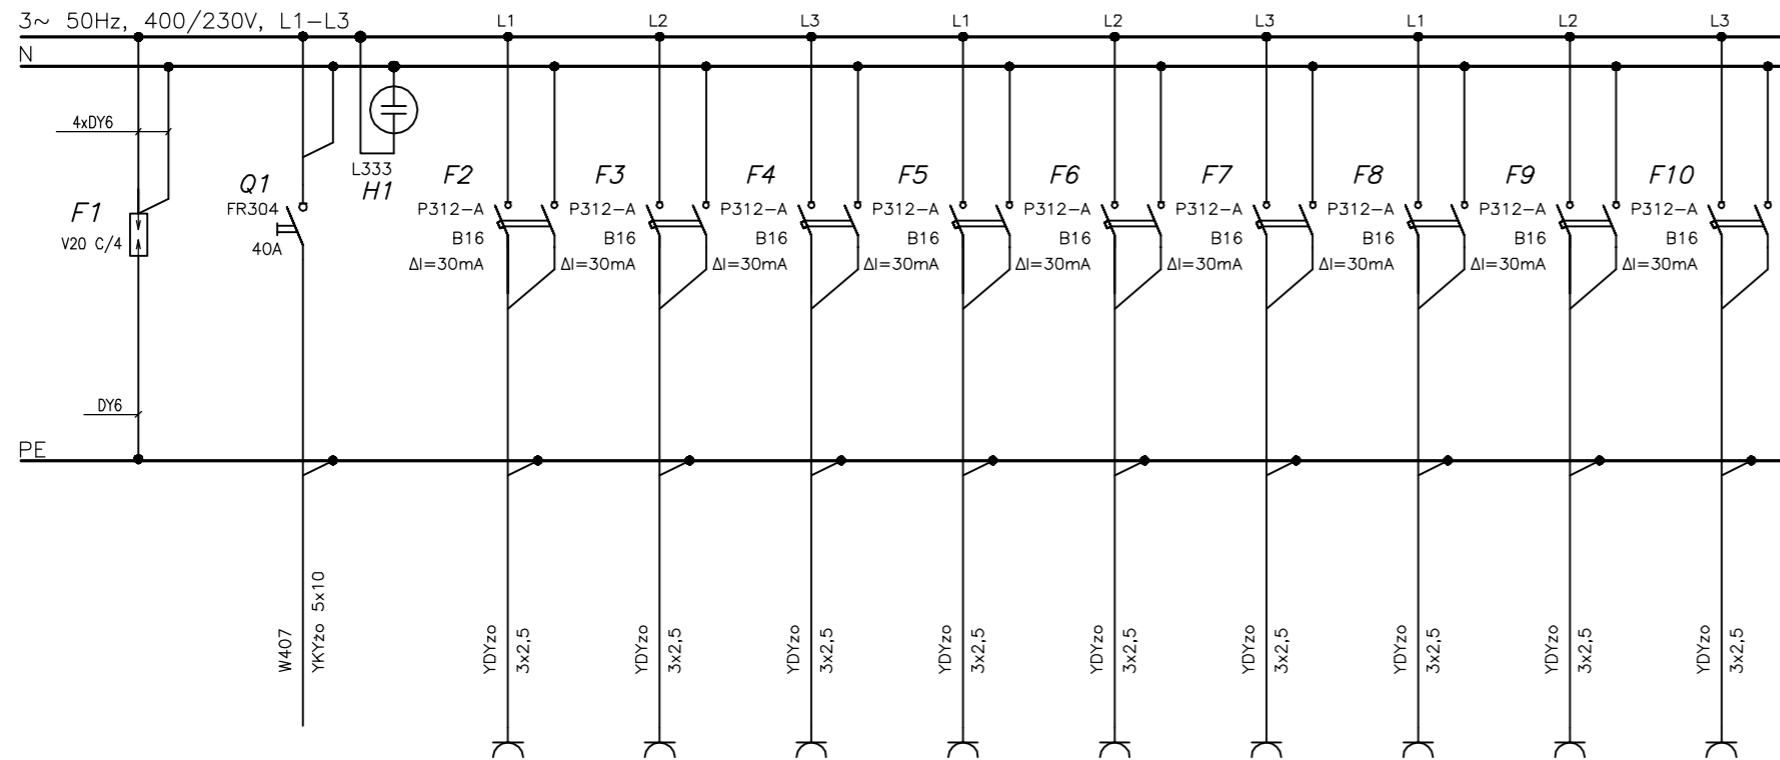 3~ 50Hz, 400/230V, L1-L3
L1
L2
L3
L1
L2
L3
L1
L2
L3
N
4xDY6
F1
V20 C/4
DY6
Q1
FR304
40A
L333
H1
F2
P312-A
B16
ΔI=30mA
F3
P312-A
B16
ΔI=30mA
F4
P312-A
B16
ΔI=30mA
F5
P312-A
B16
ΔI=30mA
F6
P312-A
B16
ΔI=30mA
F7
P312-A
B16
ΔI=30mA
F8
P312-A
B16
ΔI=30mA
F9
P312-A
B16
ΔI=30mA
F10
P312-A
B16
ΔI=30mA
PE
W407
YKYżo 5x10
YDYżo
3x2,5
YDYżo
3x2,5
YDYżo
3x2,5
YDYżo
3x2,5
YDYżo
3x2,5
YDYżo
3x2,5
YDYżo
3x2,5
YDYżo
3x2,5
YDYżo
3x2,5